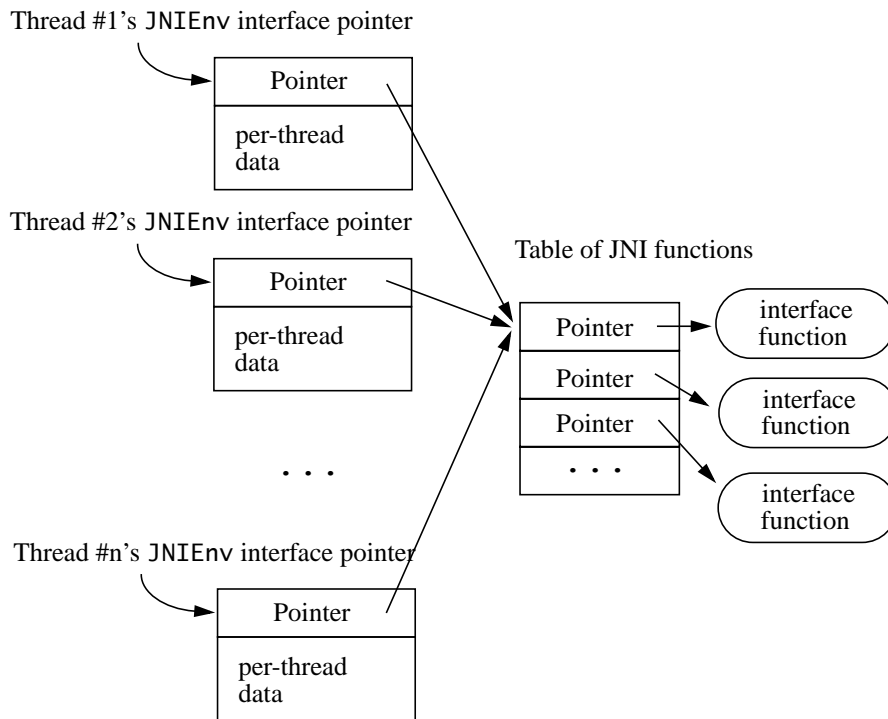 Thread #1’s JNIEnv interface pointer
Pointer
per-thread
data
Thread #2’s JNIEnv interface pointer
Pointer
per-thread
data
. . .
Thread #n’s JNIEnv interface pointer
Pointer
per-thread
data
Table of JNI functions
Pointer
Pointer
Pointer
. . .
interface
function
interface
function
interface
function